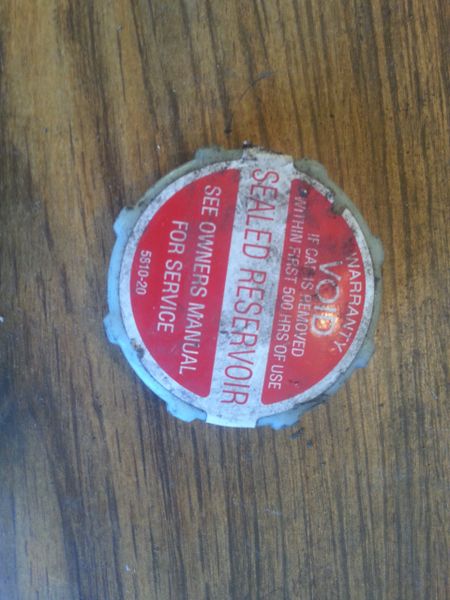 WARRANTY
VOID
IF CAP IS REMOVED
WITHIN FIRST 500 HRS OF USE
SEALED RESERVOIR
SEE OWNERS MANUAL
FOR SERVICE
5810-20